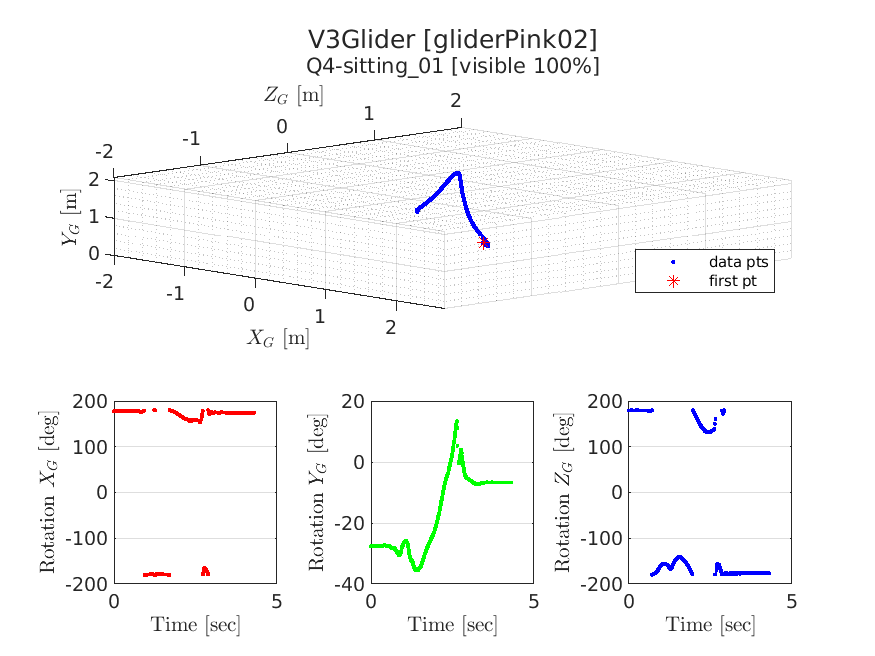 V3Glider [gliderPink02]
Q4-sitting_01 [visible 100%]
Z_G [m]
-2 -1 0 1 2
Y_G [m]
2
1
0
-2 -1 0 1 2
X_G [m]
data pts
first pt
Rotation X_G [deg]
200
100
0
-100
-200
0 5
Time [sec]
Rotation Y_G [deg]
20
0
-20
-40
0 5
Time [sec]
Rotation Z_G [deg]
200
100
0
-100
-200
0 5
Time [sec]